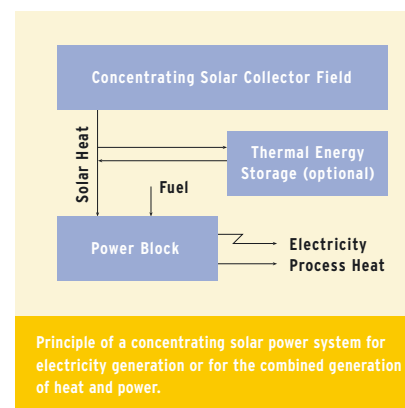 Concentrating Solar Collector Field
Solar Heat
Thermal Energy
Storage (optional)
Fuel
Power Block
Electricity
Process Heat
Principle of a concentrating solar power system for
electricity generation or for the combined generation
of heat and power.